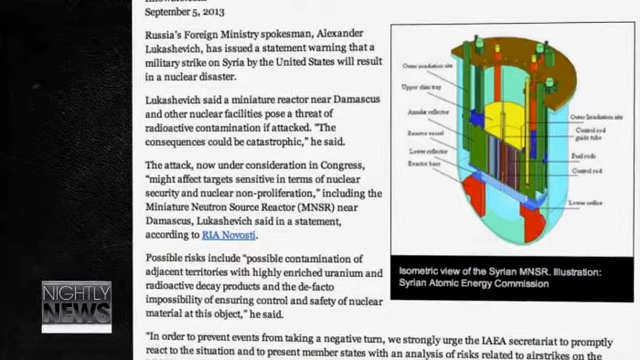 September 5, 2013
Russia's Foreign Ministry spokesman, Alexander
Lukashevich, has issued a statement warning that a
military strike on Syria by the United States will result
in a nuclear disaster.
Lukashevich said a miniature reactor near Damascus
and other nuclear facilities pose a threat of
radioactive contamination if attacked. "The
consequences could be catastrophic," he said.
The attack, now under consideration in Congress,
"might affect targets sensitive in terms of nuclear
security and nuclear non-proliferation," including the
Miniature Neutron Source Reactor (MNSR) near
Damascus, Lukashevich said in a statement,
according to RIA Novosti.
Possible risks include "possible contamination of
adjacent territories with highly enriched uranium and
radioactive decay products and the de-facto
impossibility of ensuring control and safety of nuclear
material at this object," he said.
"In order to prevent events from taking a negative turn, we strongly urge the IAEA secretariat to promptly
react to the situation and to present member states with an analysis of risks related to airstrikes on the
Outer irradiation site
Upper shim tray
Annular reflector
Reactor vessel
Lower reflector
Reactor base
Outer Irradiation site
Control rod
guide tube
Fuel rods
Control rod
Lower orifice
Isometric view of the Syrian MNSR. Illustration:
Syrian Atomic Energy Commission
NIGHTLY
NEWS